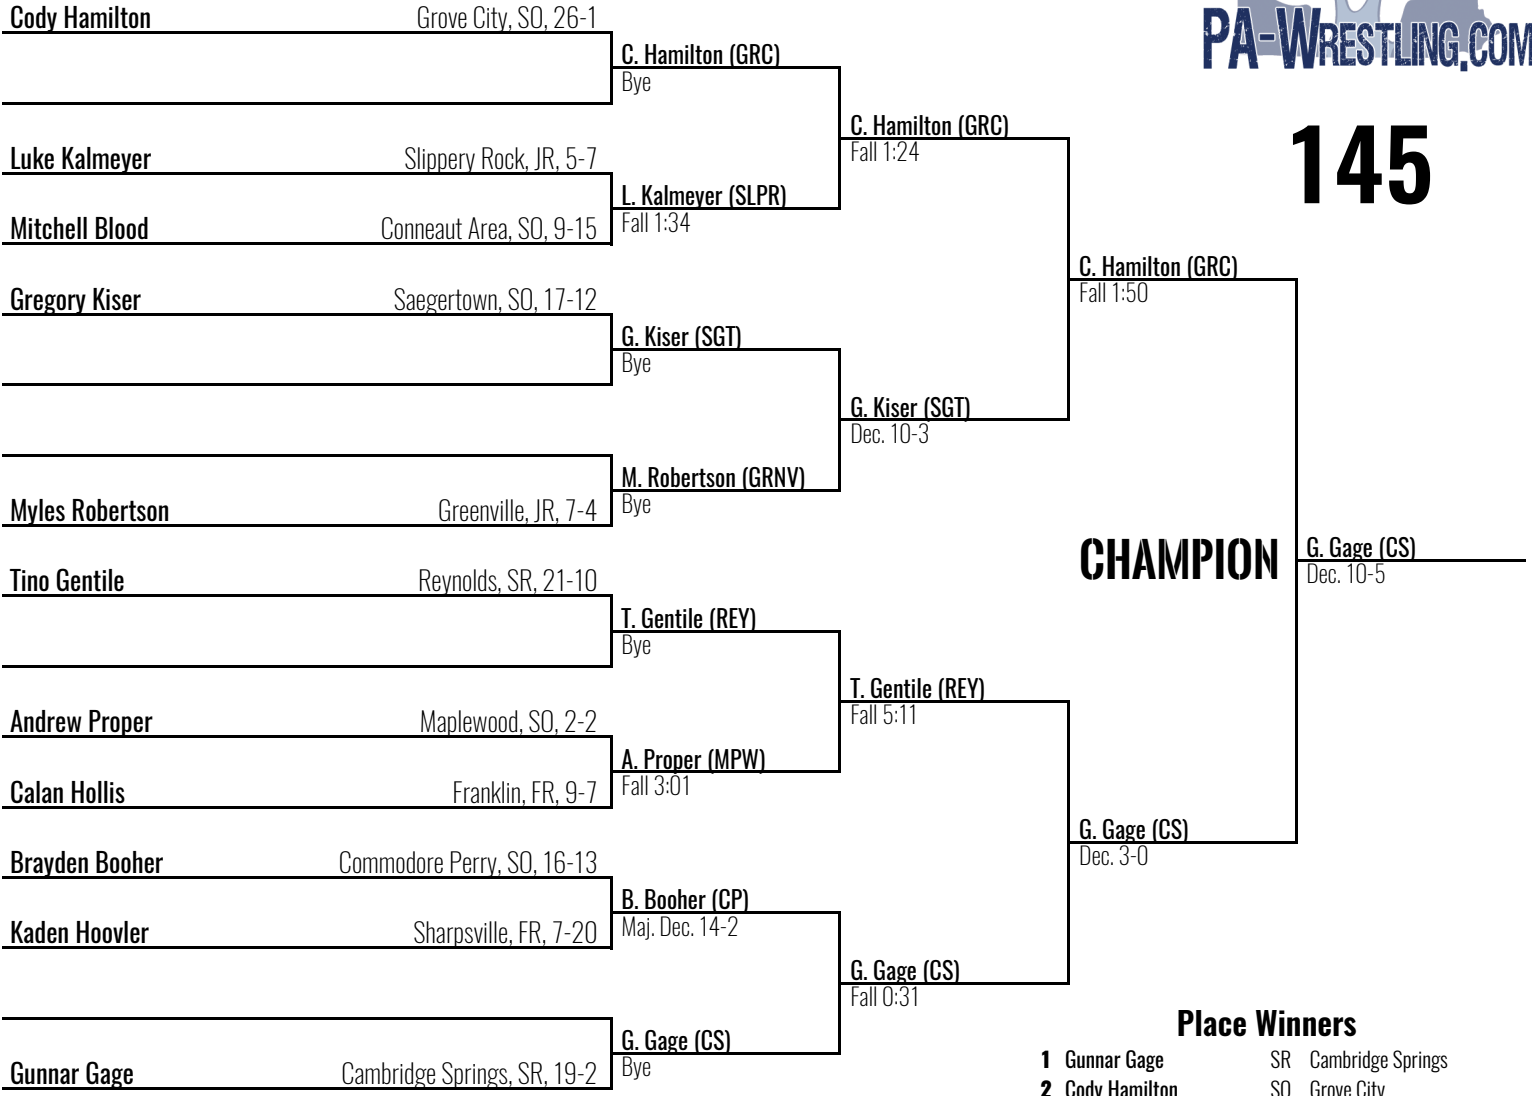 Cody Hamilton Grove City, SO, 26-1
C. Hamilton (GRC)
Bye
PA-WRESTLING.COM
145
C. Hamilton (GRC)
Fall 1:24
Luke Kalmeyer Slippery Rock, JR, 5-7
L. Kalmeyer (SLPR)
Fall 1:34
Mitchell Blood Conneaut Area, SO, 9-15
C. Hamilton (GRC)
Fall 1:50
Gregory Kiser Saegertown, SO, 17-12
G. Kiser (SGT)
Bye
G. Kiser (SGT)
Dec. 10-3
M. Robertson (GRNV)
Bye
Myles Robertson Greenville, JR, 7-4
CHAMPION
G. Gage (CS)
Dec. 10-5
Tino Gentile Reynolds, SR, 21-10
T. Gentile (REY)
Bye
T. Gentile (REY)
Fall 5:11
Andrew Proper Maplewood, SO, 2-2
A. Proper (MPW)
Fall 3:01
Calan Hollis Franklin, FR, 9-7
G. Gage (CS)
Dec. 3-0
Brayden Booher Commodore Perry, SO, 16-13
B. Booher (CP)
Maj. Dec. 14-2
Kaden Hoovler Sharpsville, FR, 7-20
G. Gage (CS)
Fall 0:31
G. Gage (CS)
Bye
Gunnar Gage Cambridge Springs, SR, 19-2
Place Winners
1 Gunnar Gage SR Cambridge Springs
2 Cody Hamilton SO Grove City